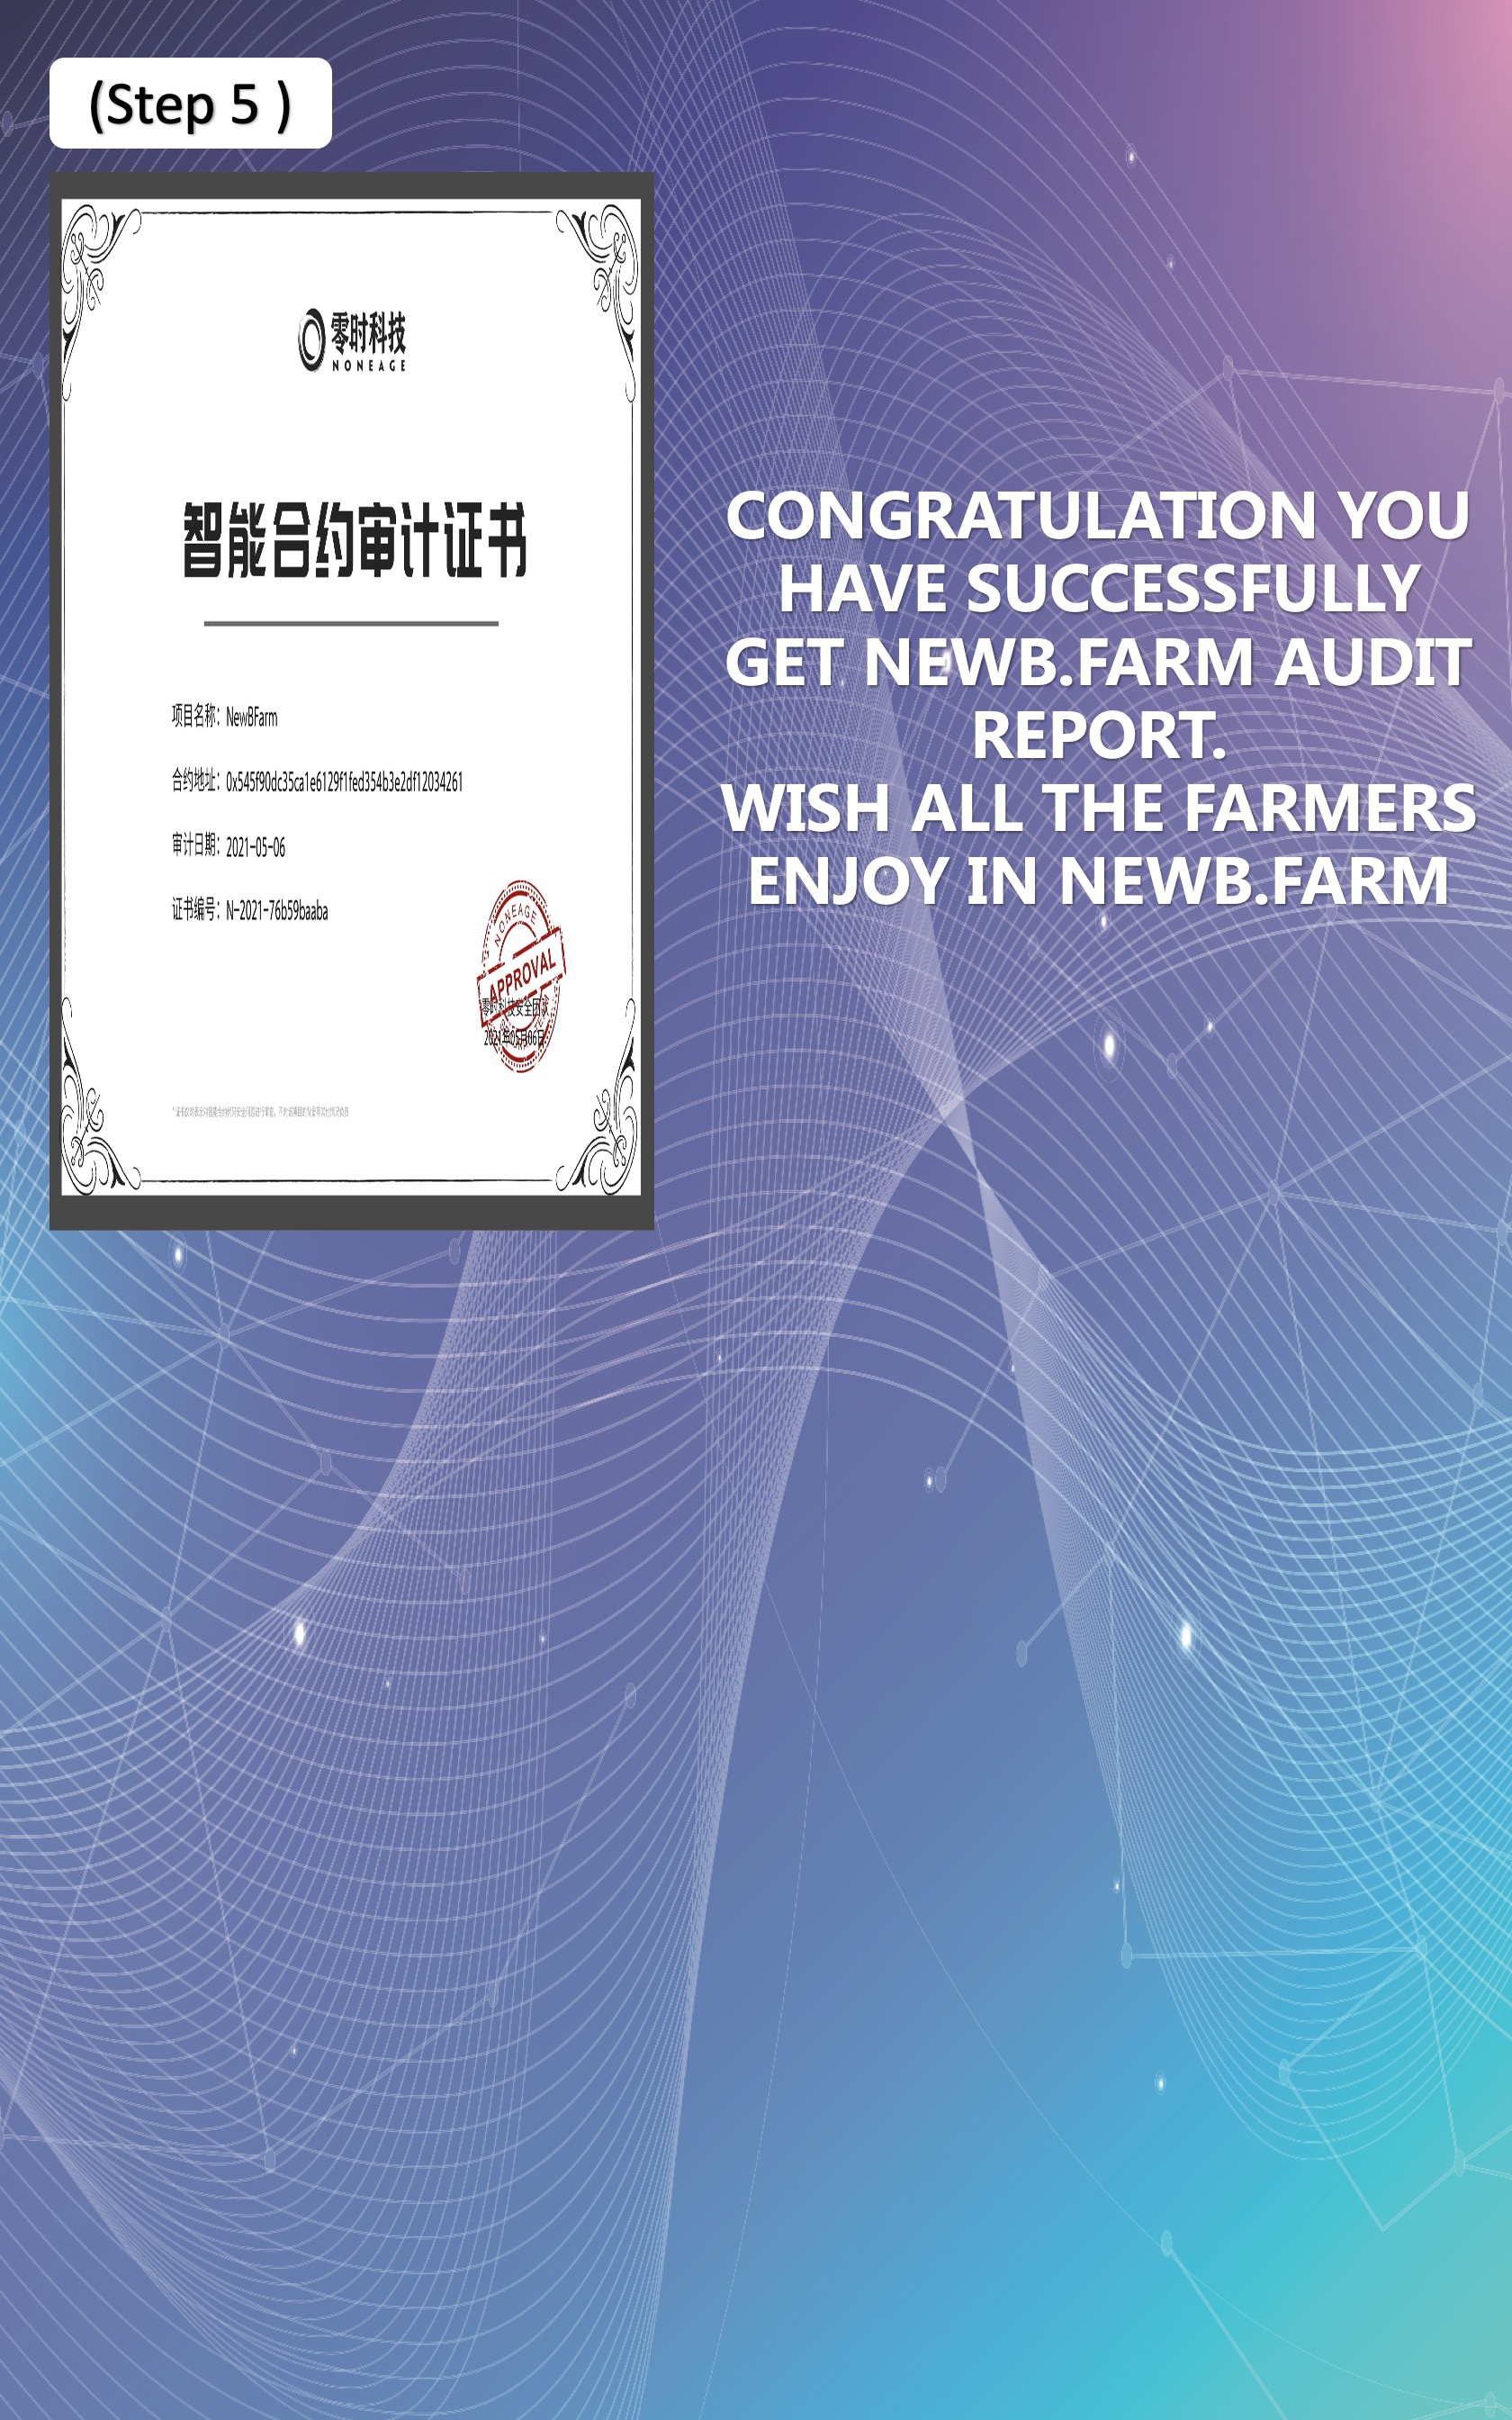 (Step 5 )
零时科技
NONEAGE
智能合约审计证书
项目名称：NewBFarm
合约地址：0x545f90dc35ca1e6129f1fed354b3e2df12034261
审计日期：2021-05-06
证书编号：N-2021-76b59baaba
NONEAGE
APPROVAL
零时科技安全团队
2021年05月06日
CONGRATULATION YOU
HAVE SUCCESSFULLY
GET NEWB.FARM AUDIT
REPORT.
WISH ALL THE FARMERS
ENJOY IN NEWB.FARM